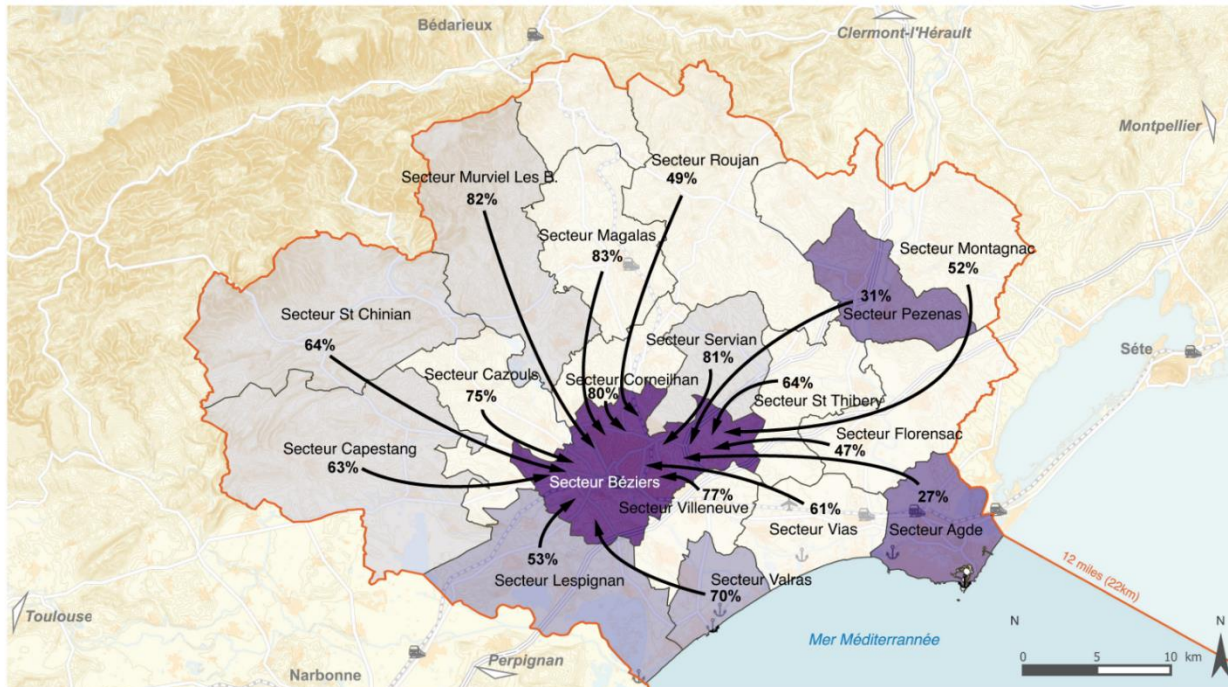 Bédarieux
Clermont-l'Hérault
Montpellier
Secteur Roujan
49%
Secteur Murviel Les B.
82%
Secteur Magalas
83%
Secteur Montagnac
52%
31%
Secteur Pezenas
Secteur St Chinian
64%
Secteur Servian
81%
Séte
Secteur Cazouls
75%
Secteur Corneilhan
80%
64%
Secteur St Thibery
Secteur Florensac
47%
Secteur Capestang
63%
Secteur Béziers
77%
Secteur Villeneuve
61%
Secteur Vias
27%
Secteur Agde
53%
Secteur Lespignan
Secteur Valras
70%
12 miles (22km)
Toulouse
Narbonne
Perpignan
Mer Méditerrannée
N
N
0 5 10 km